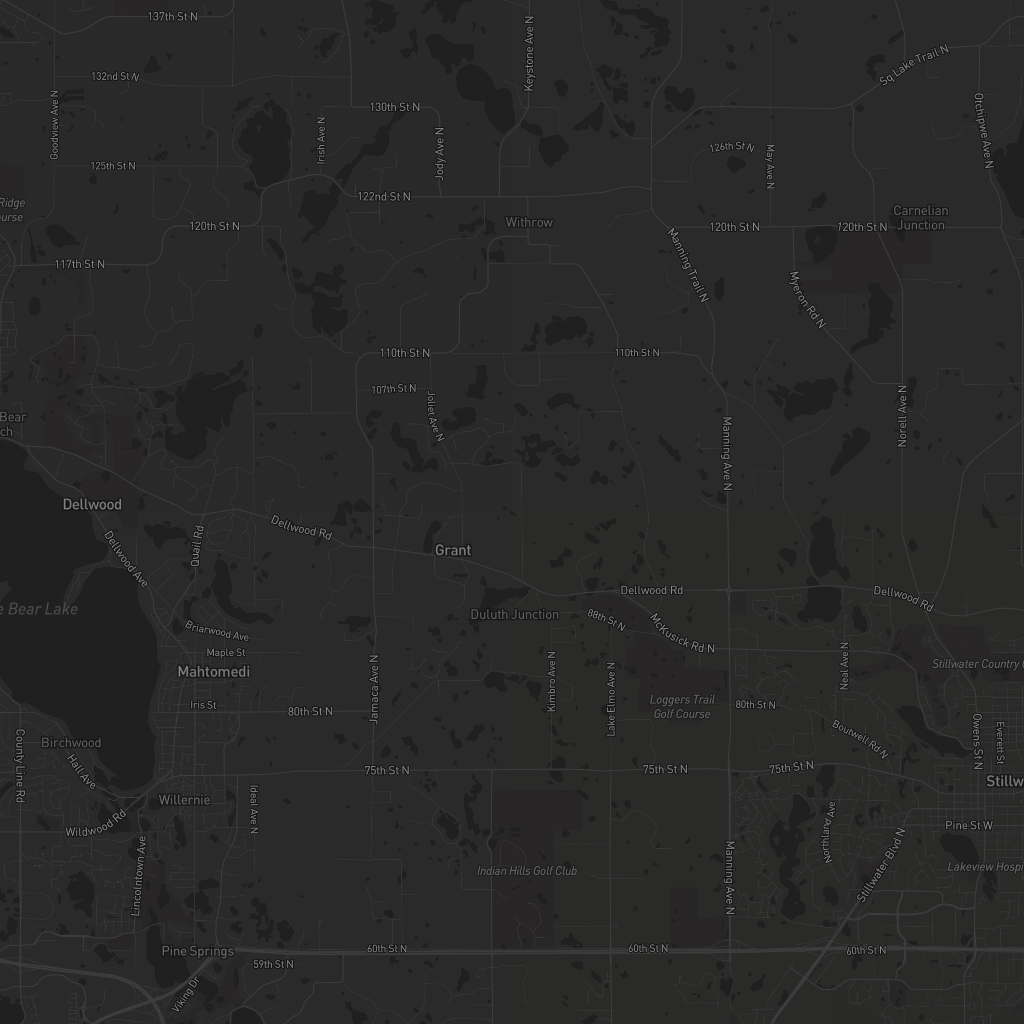 137th St N
Keystone Ave N
132nd St N
Sq Lake Trail N
Goodview Ave N
130th St N
Irish Ave N
Jody Ave N
Otchipwe Ave N
126th St N
May Ave N
125th St N
122nd St N
Ridge
120th St N
Withrow
120th St N
120th St N
Carnelian
Junction
117th St N
Manning Trail N
Myeron Rd N
110th St N
110th St N
107th St N
Joliet Ave N
Norell Ave N
Bear
Manning Ave N
Dellwood
Dellwood Rd
Quail Rd
Dellwood Ave
Grant
Dellwood Rd
Dellwood Rd
Bear Lake
Duluth Junction
88th St N
McKusick Rd N
Briarwood Ave
Maple St
Mahtomedi
Jamaca Ave N
Kimbro Ave N
Lake Elmo Ave N
Neal Ave N
Stillwater Country
Loggers Trail
Golf Course
Iris St
80th St N
80th St N
Boutwell Rd N
Owens St N
Everett St
County Line Rd
Birchwood
Hall Ave
75th St N
75th St N
75th St N
Willernie
Ideal Ave N
Wildwood Rd
Lincolntown Ave
Northland Ave
Stillwater Blvd N
Pine St W
Indian Hills Golf Club
Manning Ave N
Lakeview
Pine Springs
60th St N
60th St N
60th St N
59th St N
Viking Dr